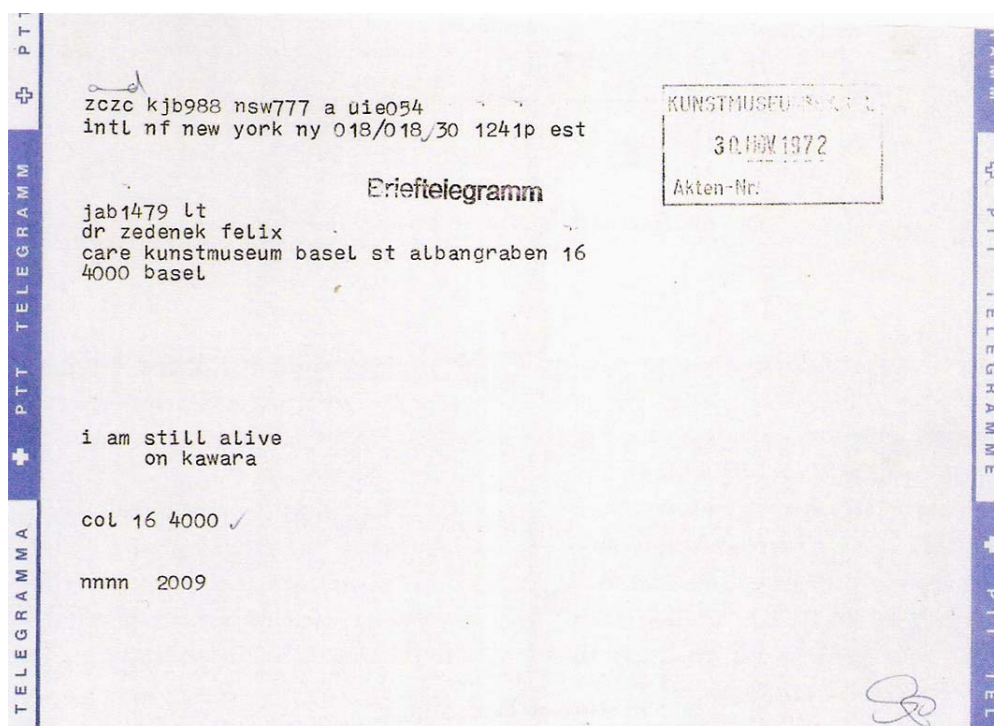 zczc kjb988 nsw777 a uie054
intl nf new york ny 018/018/30 1241p est
KUNSTMUSEUM BASEL
30. NOV. 1972
Akten-Nr:
Brieftelegramm
jab1479 lt
dr zedenek felix
care kunstmuseum basel st albangraben 16
4000 basel
i am still alive
on kawara
col 16 4000 ✓
nnnn 2009
PTT
PTT TELEGRAMM
TELEGRAMMA
PTT TELEGRAMME